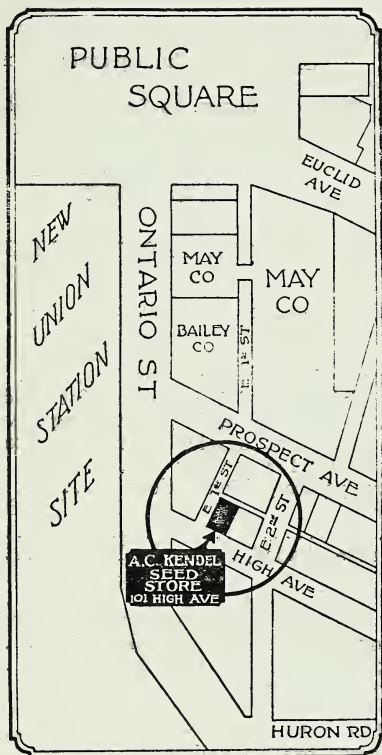 PUBLIC
SQUARE
EUCLID
AVE
NEW
UNION
STATION
SITE
ONTARIO ST
MAY
CO
MAY
CO
BAILEY
CO
E 1st ST
PROSPECT AVE
E 1st ST
E 2nd ST
HIGH AVE
A.C. KENDEL
SEED
STORE
101 HIGH AVE
HURON RD